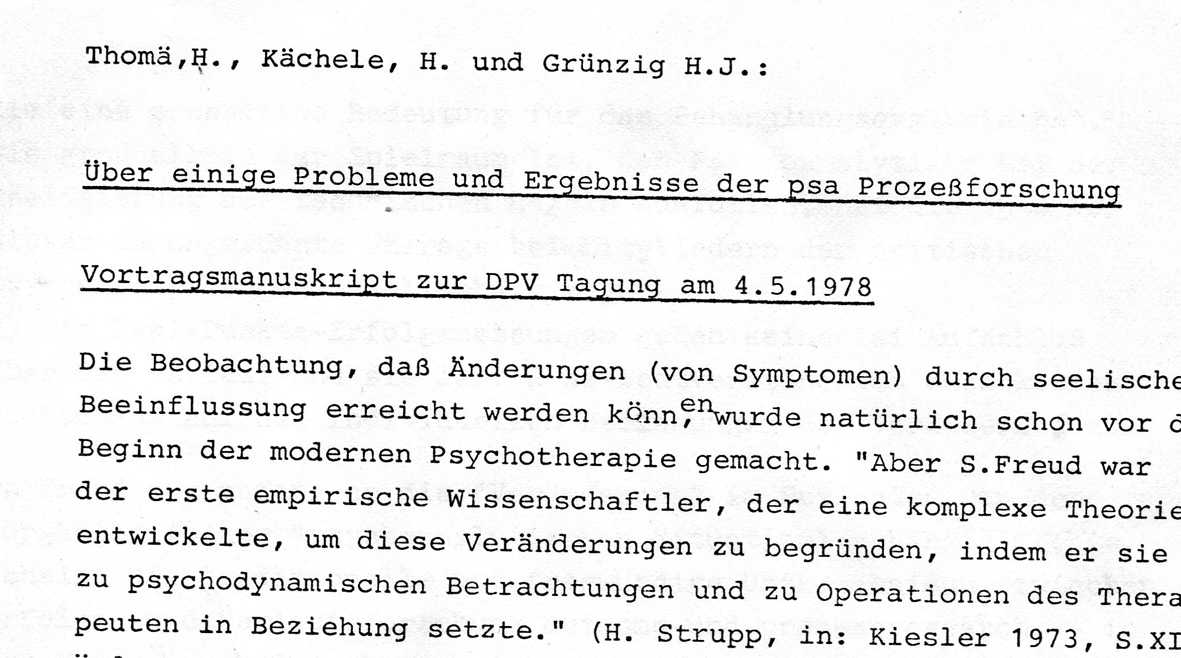 Thomä,H., Kächele, H. und Grünzig H.J.:
Über einige Probleme und Ergebnisse der psa Prozeßforschung
Vortragsmanuskript zur DPV Tagung am 4.5.1978
Die Beobachtung, daß Änderungen (von Symptomen) durch seelische
Beeinflussung erreicht werden können, wurde natürlich schon vor d
Beginn der modernen Psychotherapie gemacht. "Aber S.Freud war
der erste empirische Wissenschaftler, der eine komplexe Theorie
entwickelte, um diese Veränderungen zu begründen, indem er sie
zu psychodynamischen Betrachtungen und zu Operationen des Thera
peuten in Beziehung setzte." (H. Strupp, in: Kiesler 1973, S.XI